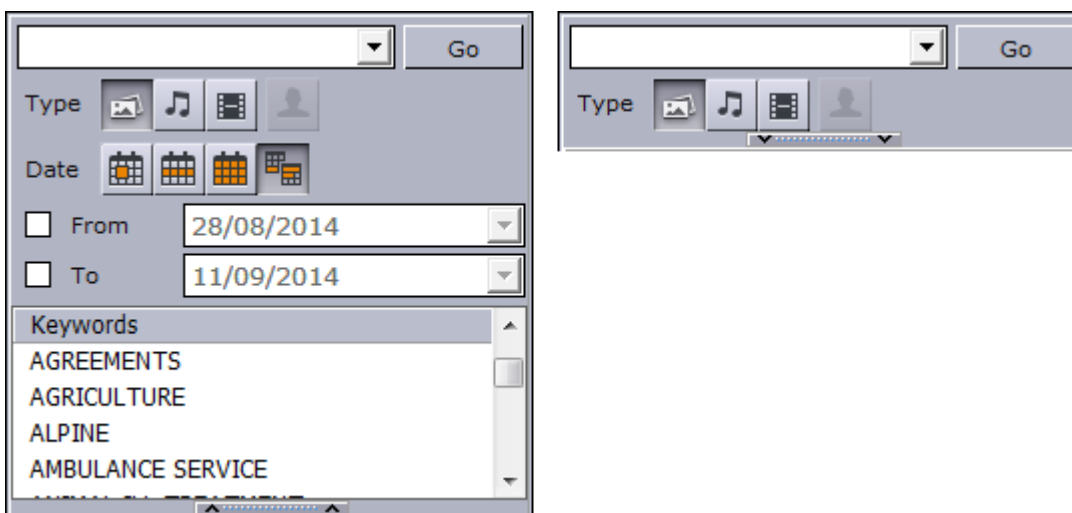 Go
Type
Date
From 28/08/2014
To 11/09/2014
Keywords
AGREEMENTS
AGRICULTURE
ALPINE
AMBULANCE SERVICE
Go
Type